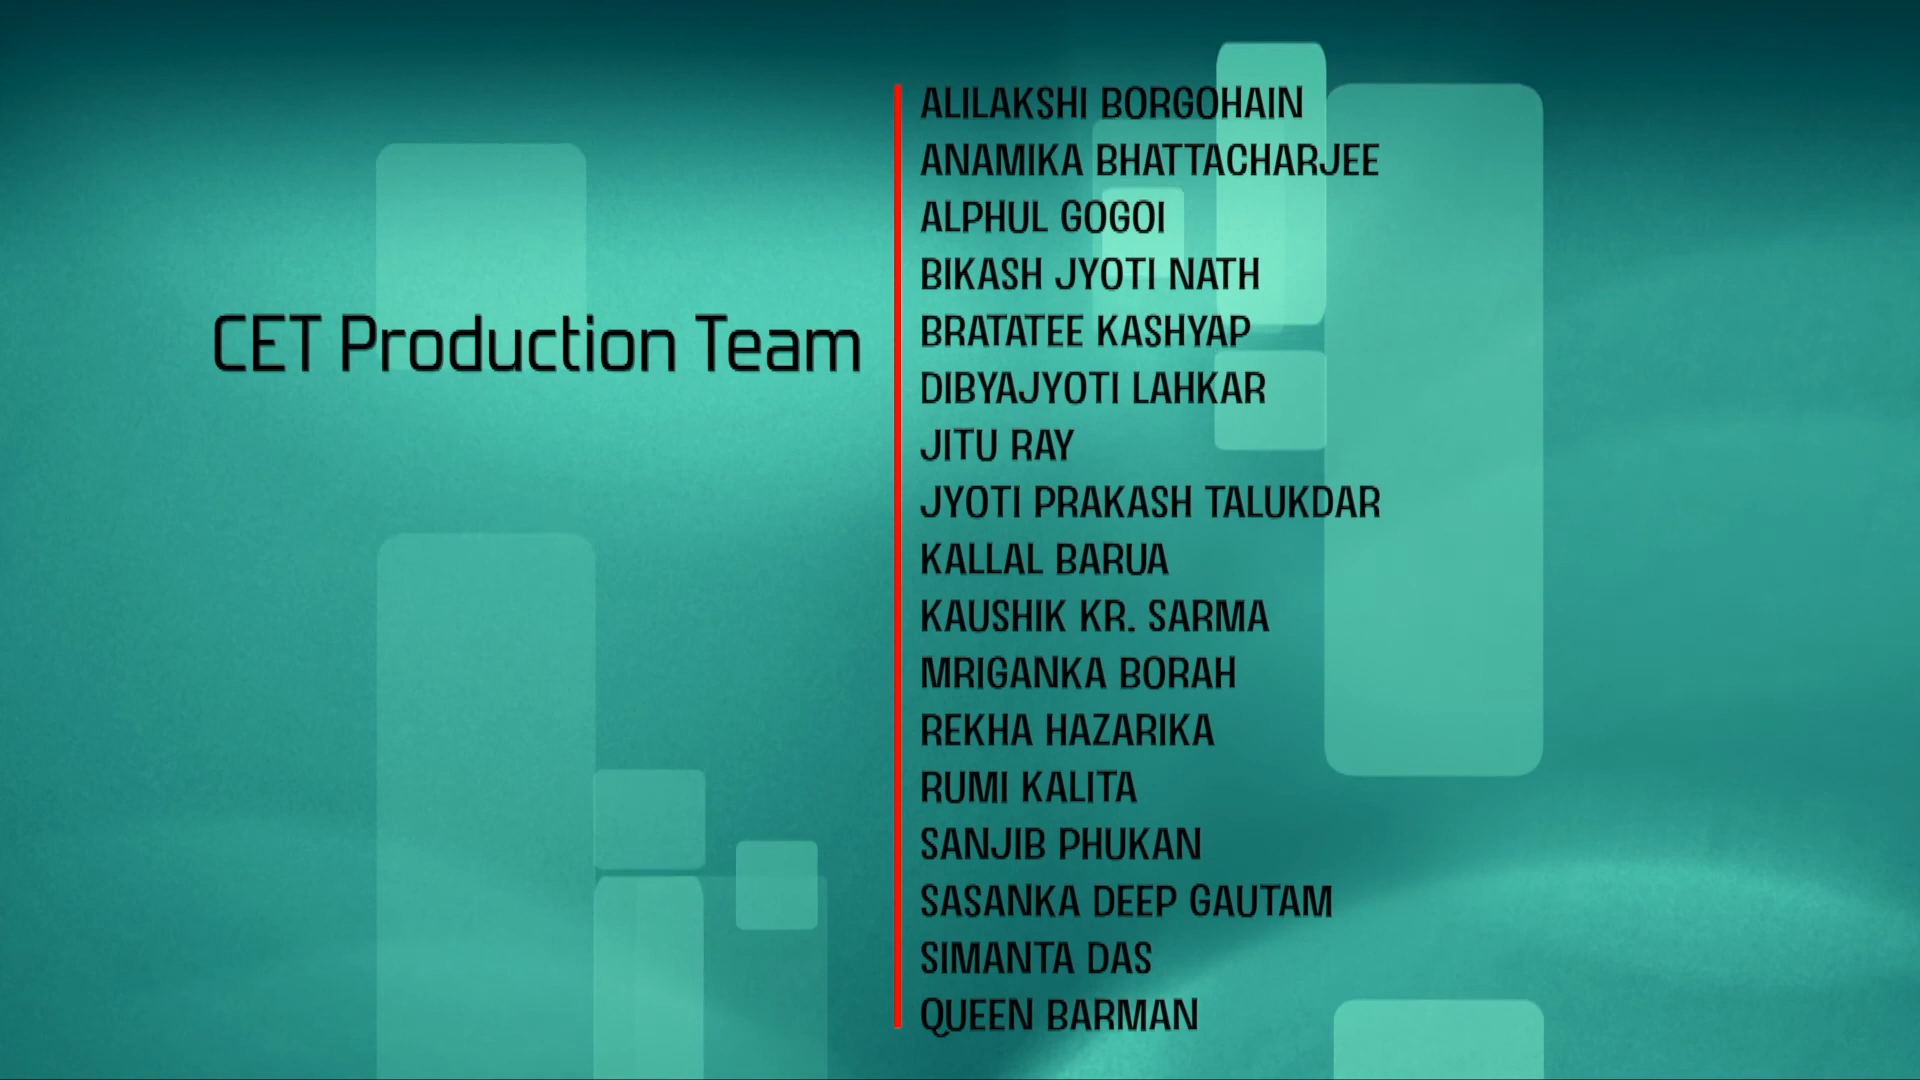 CET Production Team
ALILAKSHI BORGOHAIN
ANAMIKA BHATTACHARJEE
ALPHUL GOGOI
BIKASH JYOTI NATH
BRATATEE KASHYAP
DIBYAJYOTI LAHKAR
JITU RAY
JYOTI PRAKASH TALUKDAR
KALLAL BARUA
KAUSHIK KR. SARMA
MRIGANKA BORAH
REKHA HAZARIKA
RUMI KALITA
SANJIB PHUKAN
SASANKA DEEP GAUTAM
SIMANTA DAS
QUEEN BARMAN